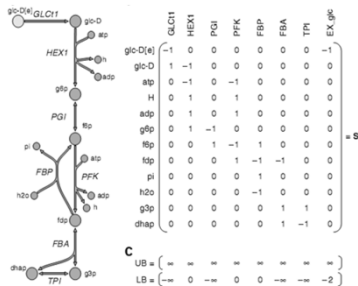 glc-D[e] GLCt1 glc-D
atp
HEX1
h
adp
g6p
PGI
f6p
pi
atp
FBP PFK
h2o
adp
h
fdp
FBA
dhap
TPI
g3p
GLCt1 HEX1 PGI PFK FBP FBA TPI EX_glc
glc-D[e] –1 0 0 0 0 0 0 –1
glc-D 1 –1 0 0 0 0 0 0
atp 0 –1 0 –1 0 0 0 0
H 0 1 0 1 0 0 0 0
adp 0 1 0 1 0 0 0 0
g6p 0 1 –1 0 0 0 0 0
f6p 0 0 1 –1 1 0 0 0
= S
fdp 0 0 0 1 –1 –1 0 0
pi 0 0 0 0 1 0 0 0
h2o 0 0 0 0 –1 0 0 0
g3p 0 0 0 0 0 1 1 0
dhap 0 0 0 0 0 1 –1 0
C
UB = ( ∞ ∞ ∞ ∞ ∞ ∞ ∞ ∞ )
LB = ( –∞ 0 –∞ 0 0 –∞ –∞ –2 )